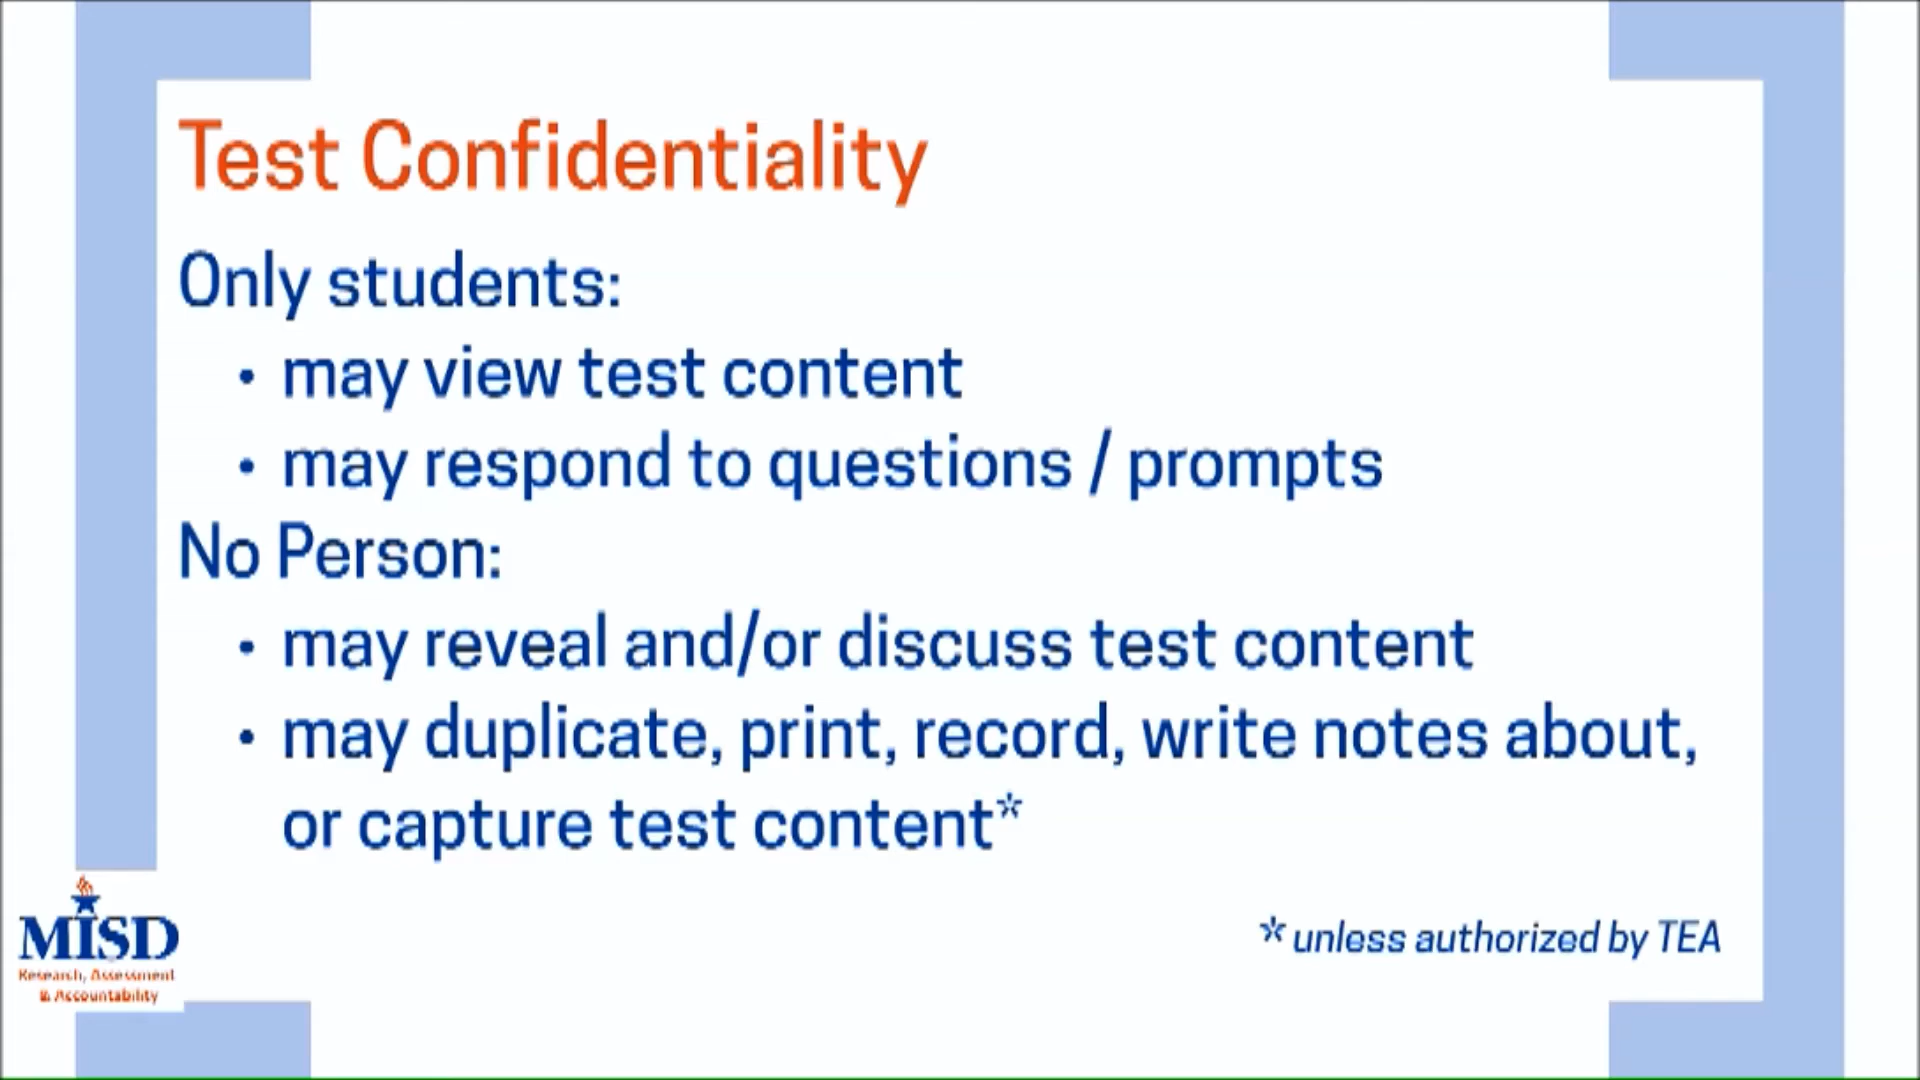 Test Confidentiality
Only students:
• may view test content
• may respond to questions / prompts
No Person:
• may reveal and/or discuss test content
• may duplicate, print, record, write notes about,
or capture test content*
* unless authorized by TEA
MISD
Research, Assessment
& Accountability